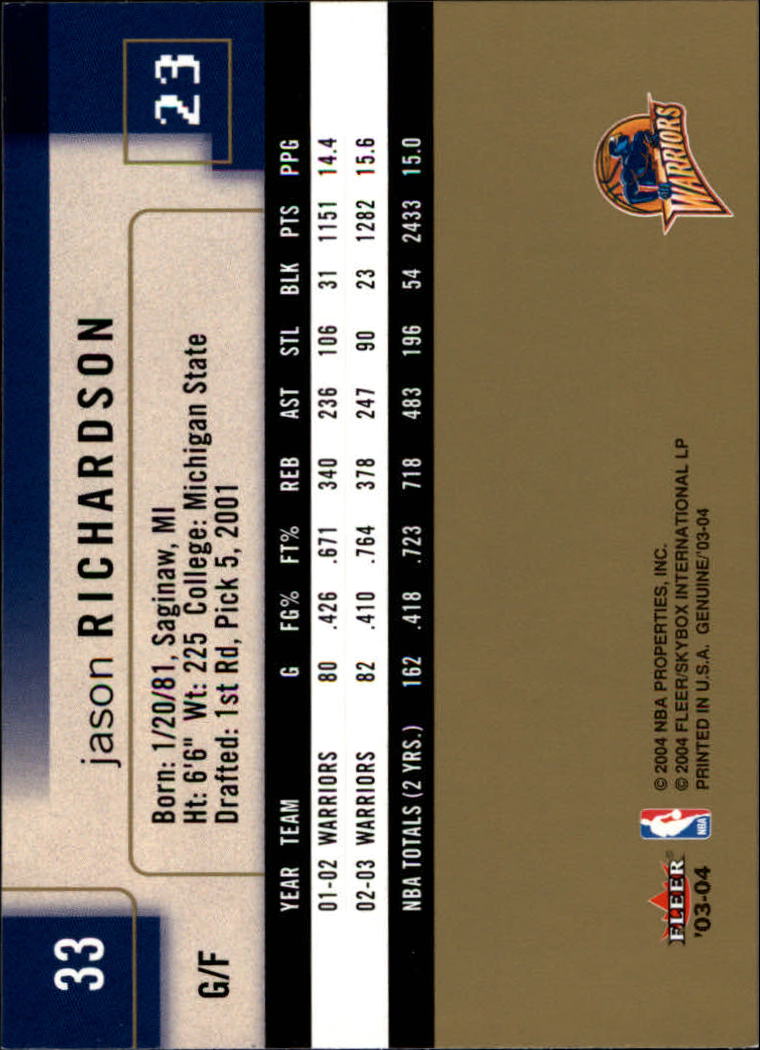 33
jason RICHARDSON
23
G/F
Born: 1/20/81, Saginaw, MI
Ht: 6'6" Wt: 225 College: Michigan State
Drafted: 1st Rd, Pick 5, 2001
YEAR TEAM G FG% FT% REB AST STL BLK PTS PPG
01-02 WARRIORS 80 .426 .671 340 236 106 31 1151 14.4
02-03 WARRIORS 82 .410 .764 378 247 90 23 1282 15.6
NBA TOTALS (2 YRS.) 162 .418 .723 718 483 196 54 2433 15.0
WARRIORS
FLEER
'03-04
NBA
© 2004 NBA PROPERTIES, INC.
© 2004 FLEER/SKYBOX INTERNATIONAL LP
PRINTED IN U.S.A. GENUINE/'03-04